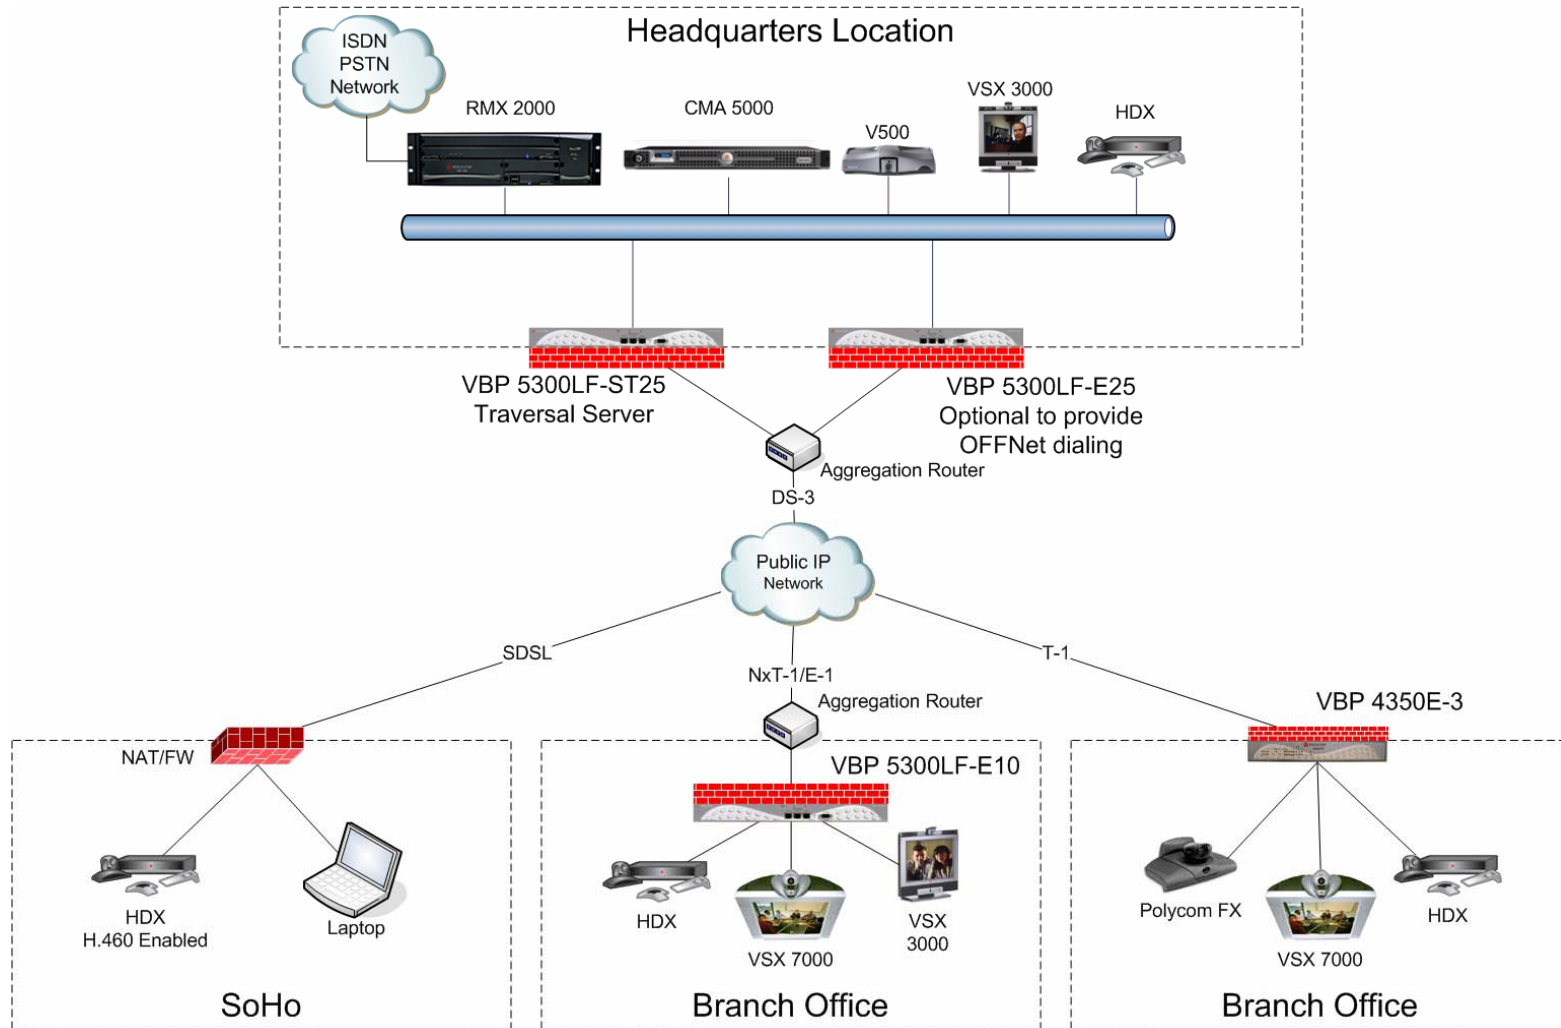 Headquarters Location
ISDN
PSTN
Network
RMX 2000
CMA 5000
V500
VSX 3000
HDX
VBP 5300LF-ST25
Traversal Server
VBP 5300LF-E25
Optional to provide
OFFNet dialing
Aggregation Router
DS-3
Public IP
Network
SDSL
NxT-1/E-1
T-1
Aggregation Router
VBP 4350E-3
NAT/FW
VBP 5300LF-E10
HDX
H.460 Enabled
Laptop
HDX
VSX 7000
VSX
3000
Polycom FX
VSX 7000
HDX
SoHo
Branch Office
Branch Office